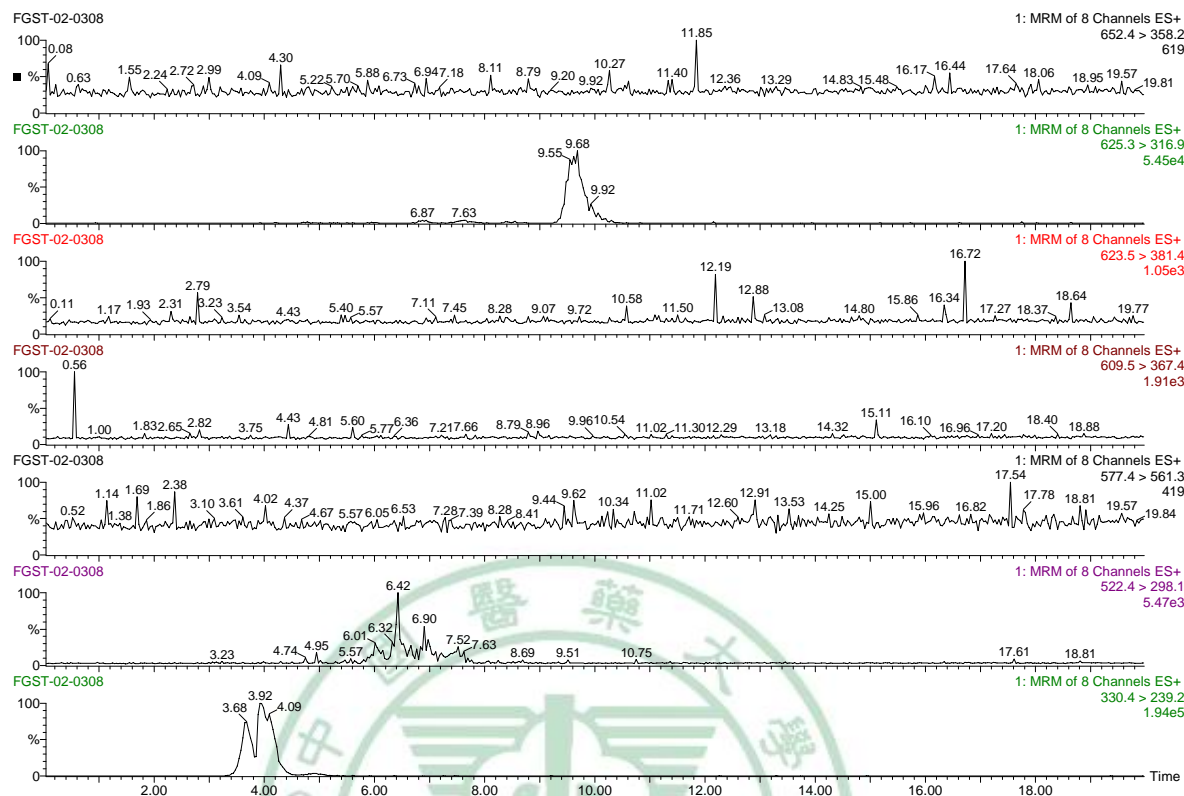 FGST-02-0308 1: MRM of 8 Channels ES+
652.4 > 358.2
619
100 % 0
0.08 0.63 1.55 2.24 2.72 2.99 4.09 4.30 5.22 5.70 5.88 6.73 6.94 7.18 8.11 8.79 9.20 9.92 10.27 11.40 11.85 12.36 13.29 14.83 15.48 16.17 16.44 17.64 18.06 18.95 19.57 19.81
FGST-02-0308 1: MRM of 8 Channels ES+
625.3 > 316.9
5.45e4
100 % 0
6.87 7.63 9.55 9.68 9.92
FGST-02-0308 1: MRM of 8 Channels ES+
623.5 > 381.4
1.05e3
100 % 0
0.11 1.17 1.93 2.31 2.79 3.23 3.54 4.43 5.40 5.57 7.11 7.45 8.28 9.07 9.72 10.58 11.50 12.19 12.88 13.08 14.80 15.86 16.34 16.72 17.27 18.37 18.64 19.77
FGST-02-0308 1: MRM of 8 Channels ES+
609.5 > 367.4
1.91e3
100 % 0
0.56 1.00 1.83 2.65 2.82 3.75 4.43 4.81 5.60 5.77 6.36 7.21 7.66 8.79 8.96 9.96 10.54 11.02 11.30 12.29 13.18 14.32 15.11 16.10 16.96 17.20 18.40 18.88
FGST-02-0308 1: MRM of 8 Channels ES+
577.4 > 561.3
419
100 % 0
0.52 1.14 1.38 1.69 1.86 2.38 3.10 3.61 4.02 4.37 4.67 5.57 6.05 6.53 7.28 7.39 8.28 8.41 9.44 9.62 10.34 11.02 11.71 12.60 12.91 13.53 14.25 15.00 15.96 16.82 17.54 17.78 18.81 19.57 19.84
FGST-02-0308 1: MRM of 8 Channels ES+
522.4 > 298.1
5.47e3
100 % 0
3.23 4.74 4.95 5.57 6.01 6.32 6.42 6.90 7.52 7.63 8.69 9.51 10.75 17.61 18.81
FGST-02-0308 1: MRM of 8 Channels ES+
330.4 > 239.2
1.94e5
100 % 0
3.68 3.92 4.09
Time
2.00 4.00 6.00 8.00 10.00 12.00 14.00 16.00 18.00
中國醫藥大學